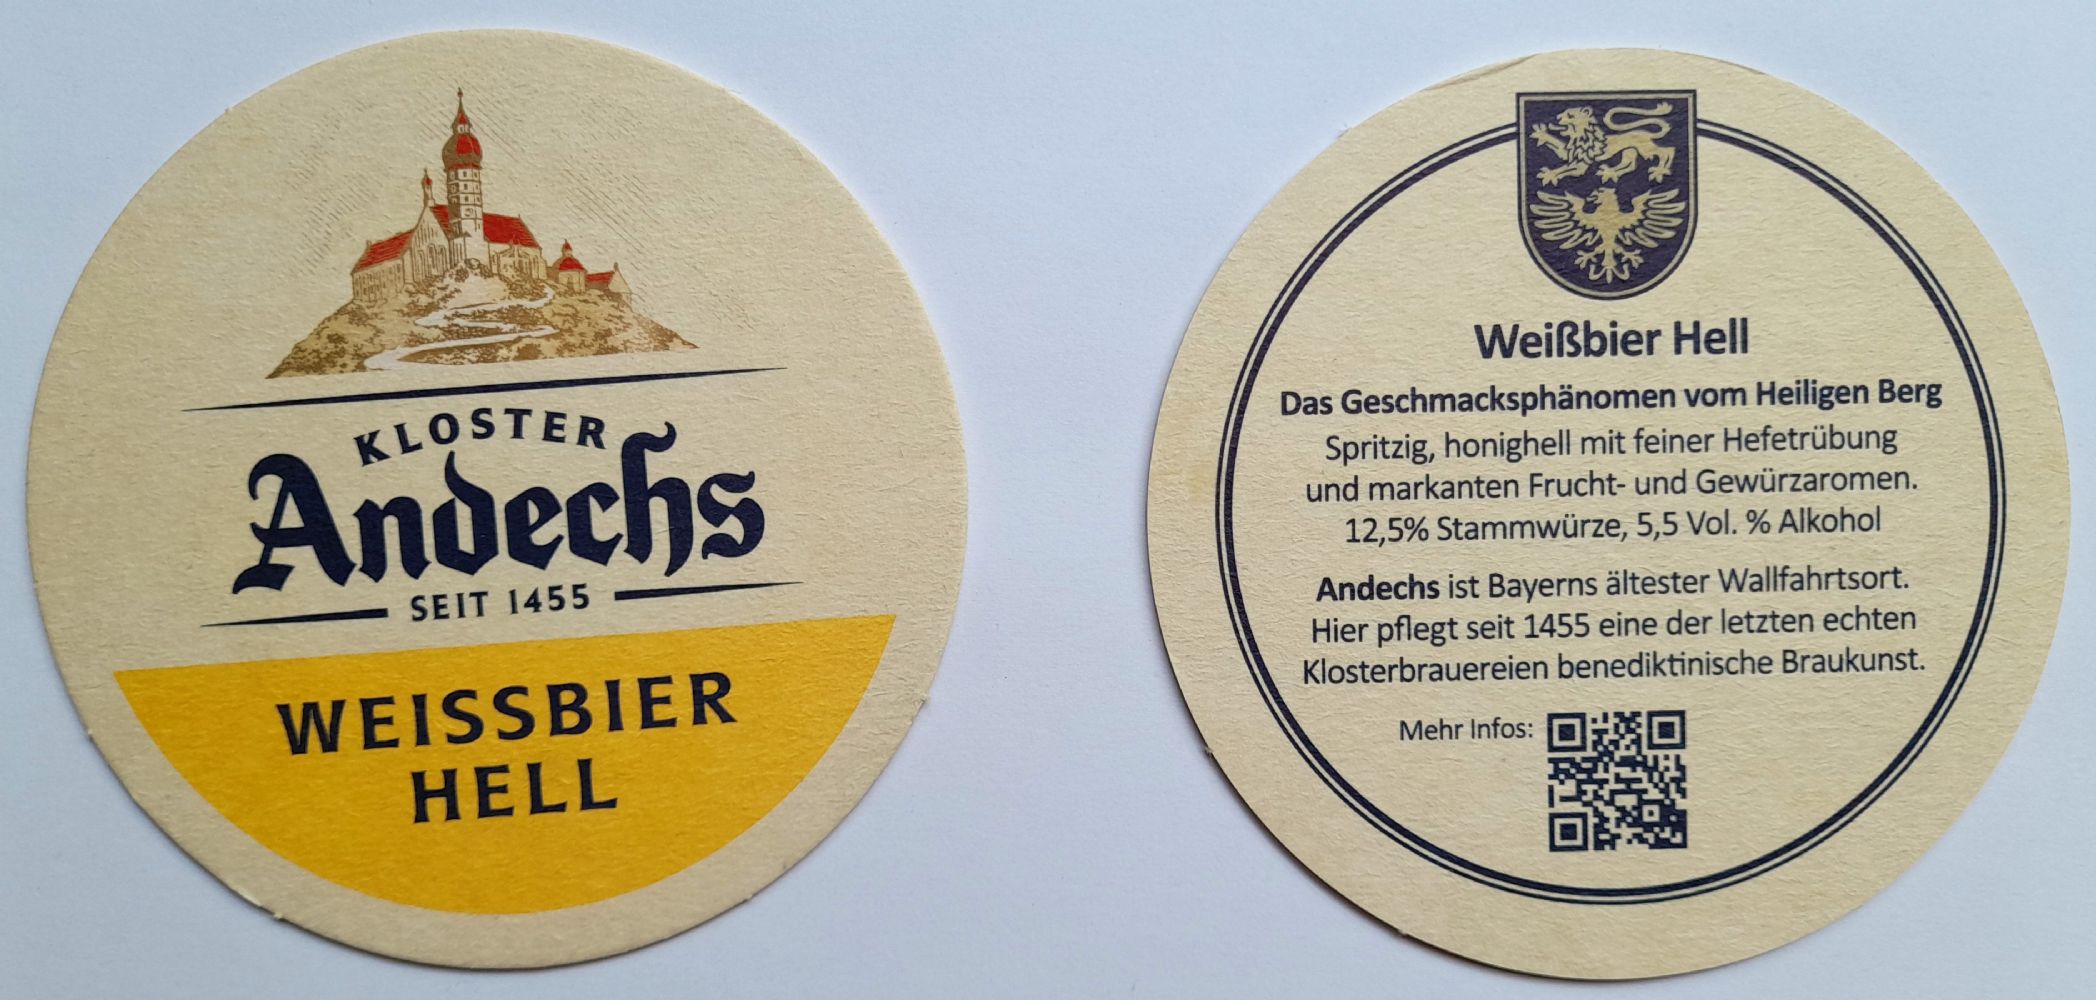 KLOSTER
Andechs
SEIT 1455
WEISSBIER
HELL
Weißbier Hell
Das Geschmacksphänomen vom Heiligen Berg
Spritzig, honighell mit feiner Hefetrübung
und markanten Frucht- und Gewürzaromen.
12,5% Stammwürze, 5,5 Vol. % Alkohol
Andechs ist Bayerns ältester Wallfahrtsort.
Hier pflegt seit 1455 eine der letzten echten
Klosterbrauereien benediktinische Braukunst.
Mehr Infos: